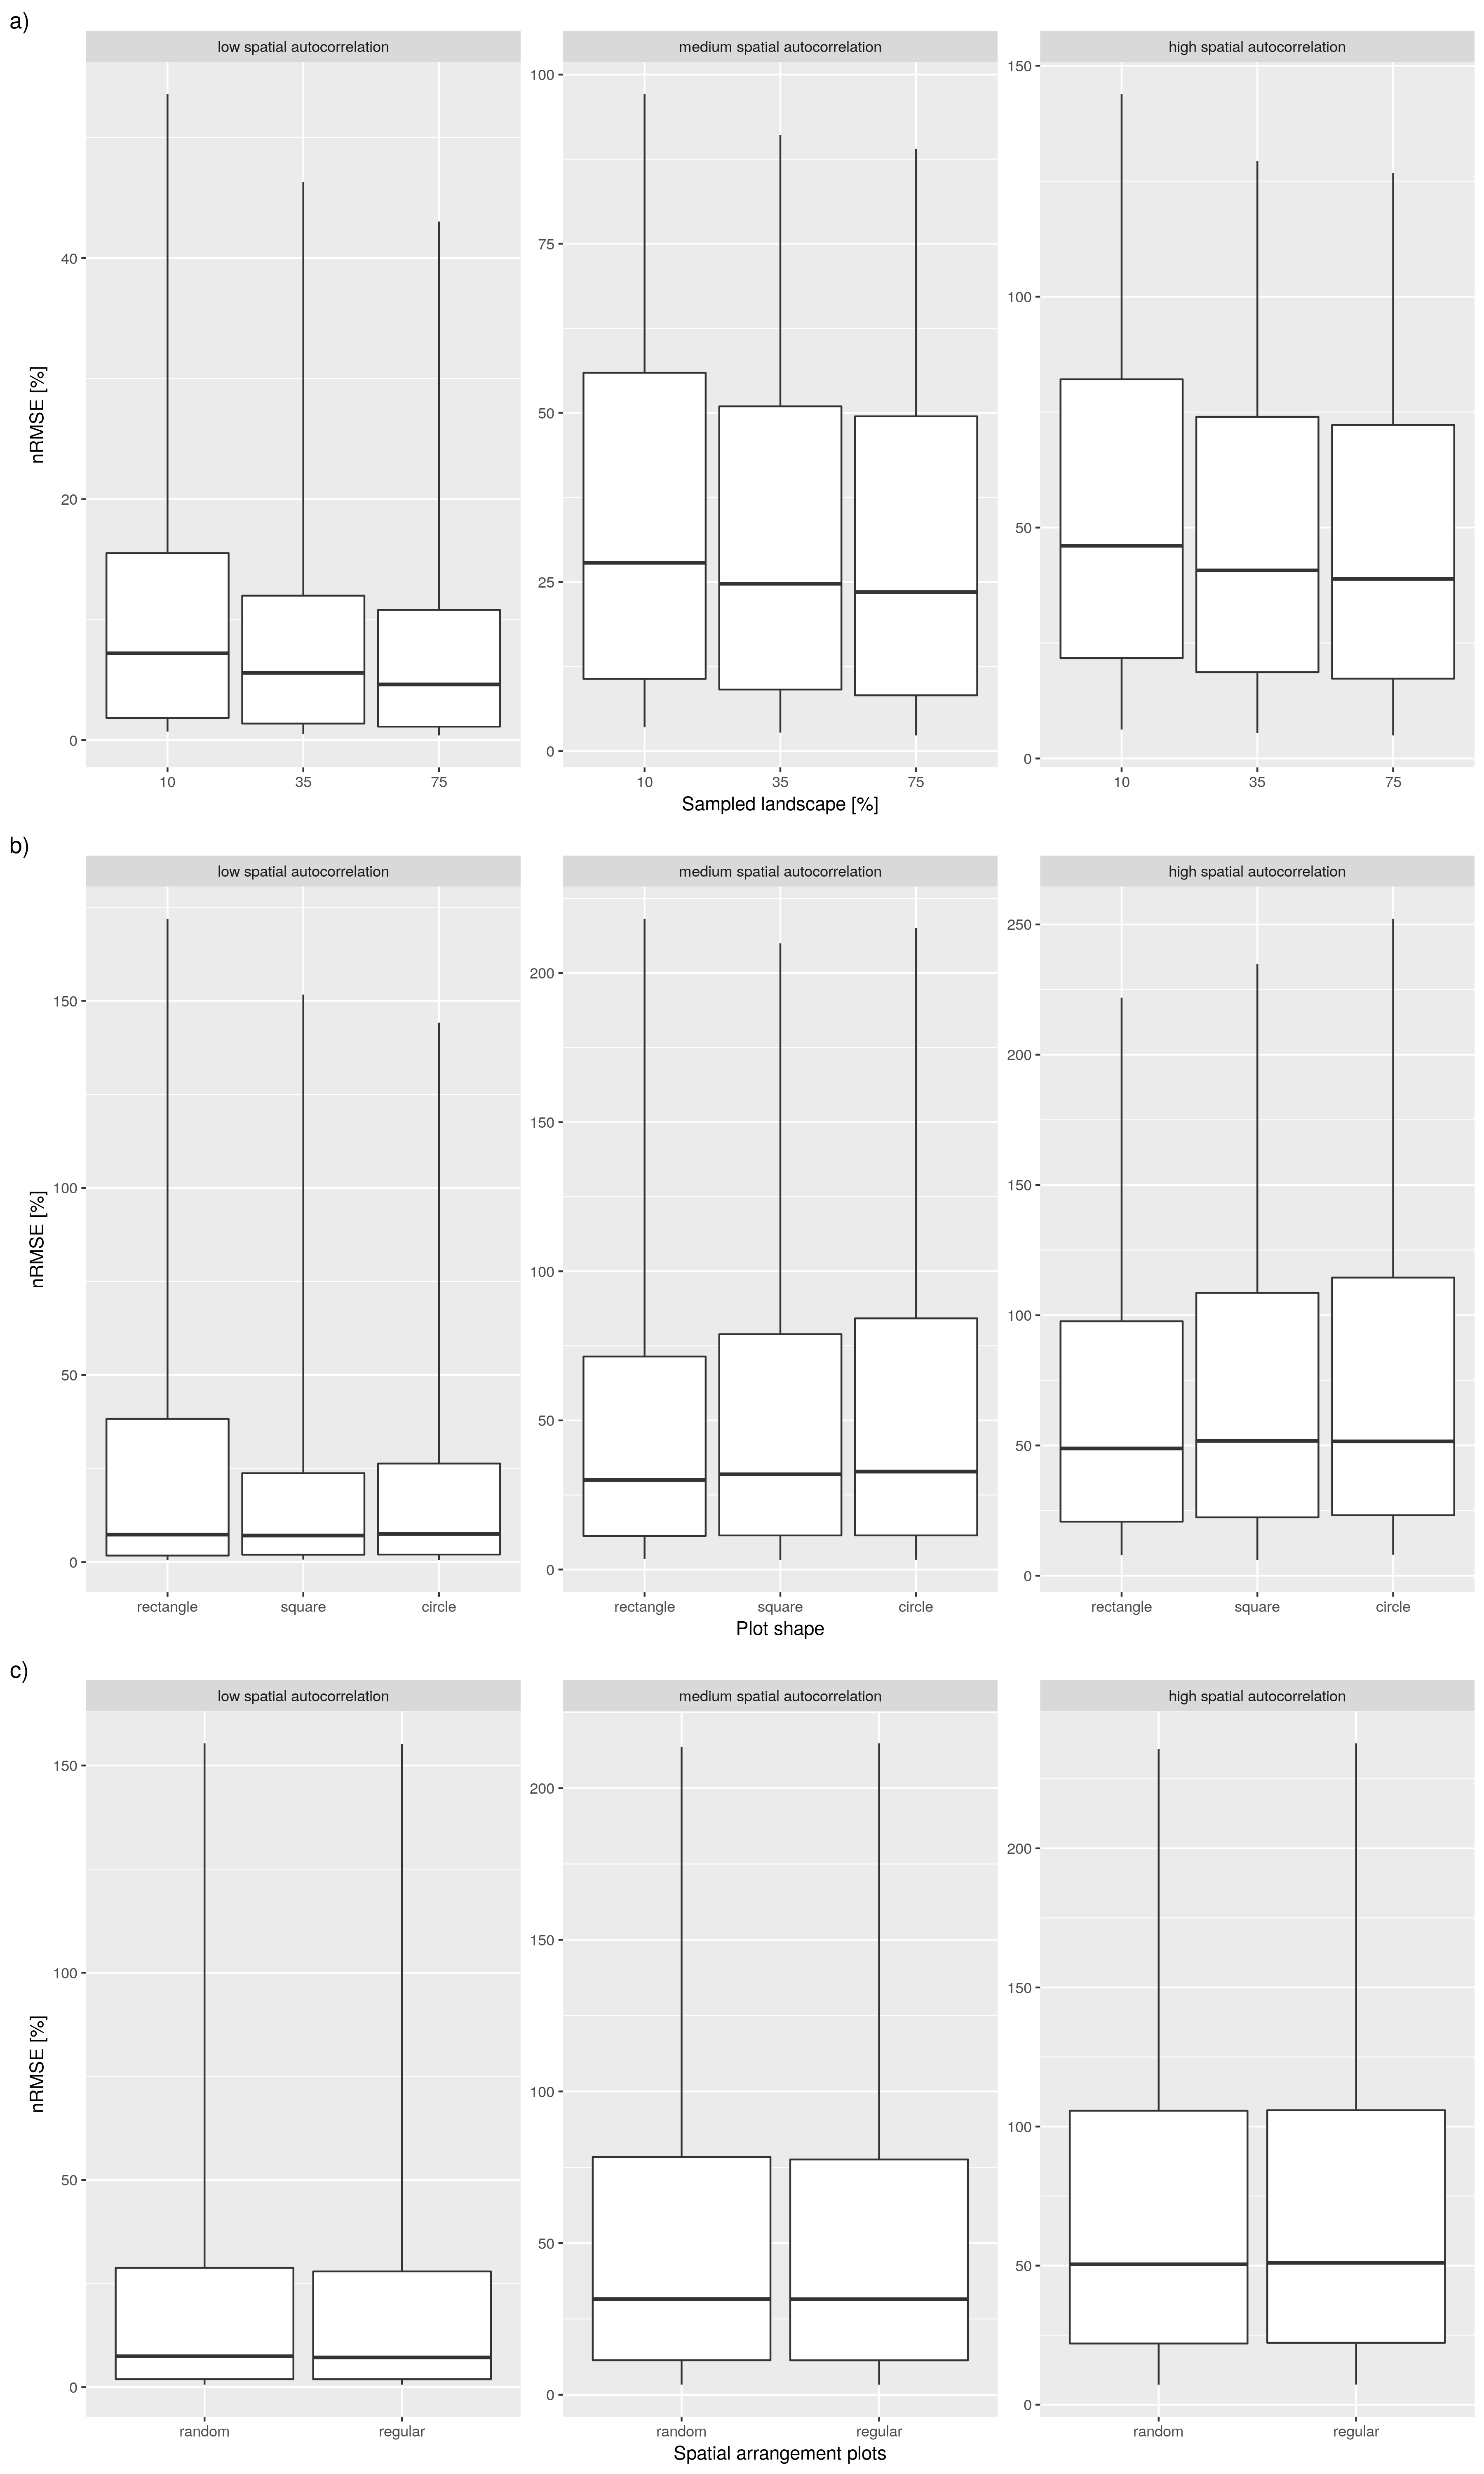 a)
low spatial autocorrelation
medium spatial autocorrelation
high spatial autocorrelation
nRMSE [%]
0
20
40
0
25
50
75
100
0
50
100
150
10
35
75
10
35
75
10
35
75
Sampled landscape [%]
b)
low spatial autocorrelation
medium spatial autocorrelation
high spatial autocorrelation
nRMSE [%]
0
50
100
150
0
50
100
150
200
0
50
100
150
200
250
rectangle
square
circle
rectangle
square
circle
rectangle
square
circle
Plot shape
c)
low spatial autocorrelation
medium spatial autocorrelation
high spatial autocorrelation
nRMSE [%]
0
50
100
150
0
50
100
150
200
0
50
100
150
200
random
regular
random
regular
random
regular
Spatial arrangement plots